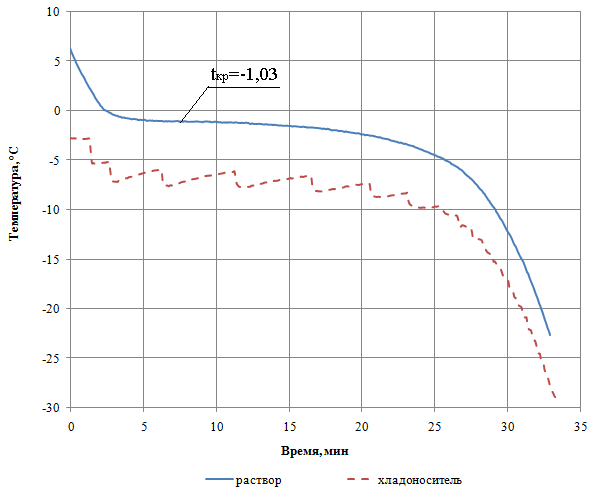 10
5
tкр=-1,03
0
-5
-10
-15
-20
-25
-30
0 5 10 15 20 25 30 35
Температура, °С
Время, мин
раствор хладоноситель